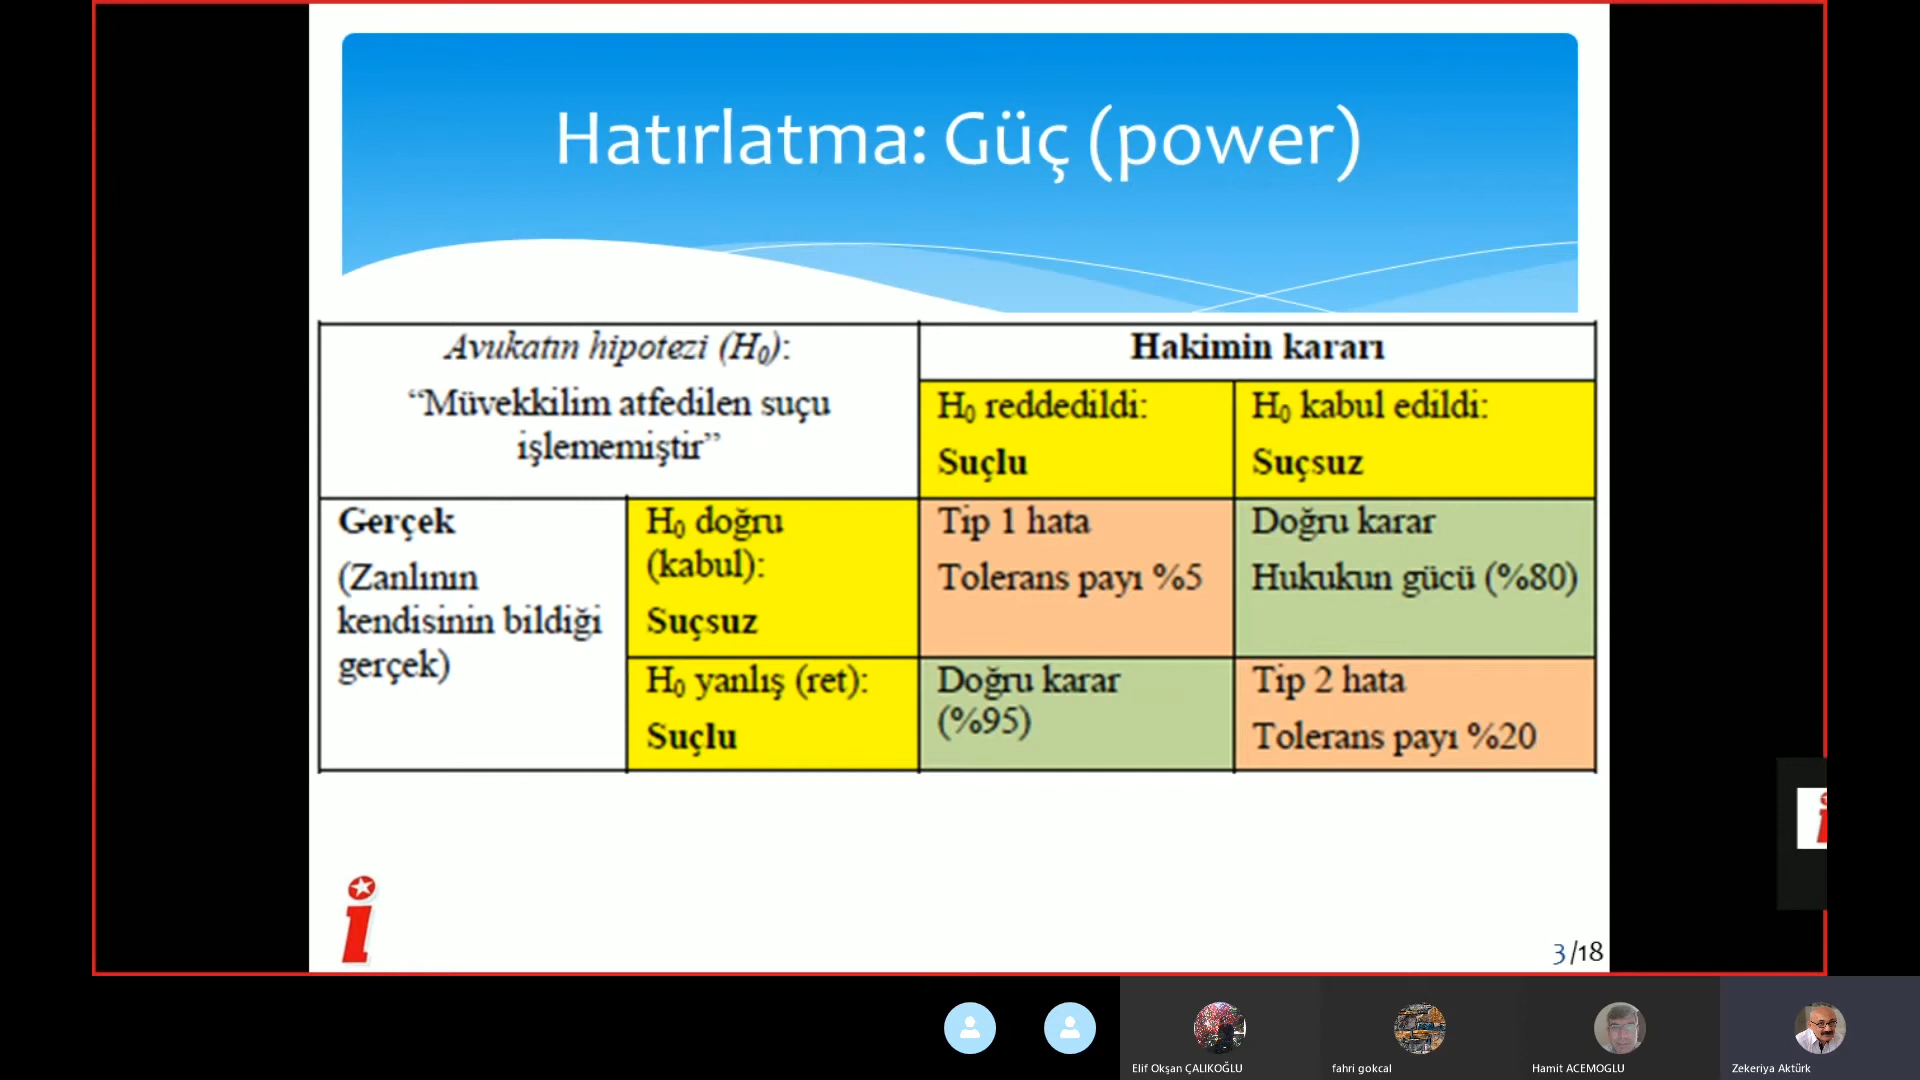 Hatırlatma: Güç (power)
Avukatın hipotezi (H₀):
“Müvekkilim atfedilen suçu
işlememiştir”
Hakimin kararı
H₀ reddedildi:
Suçlu
H₀ kabul edildi:
Suçsuz
Gerçek
(Zanlının
kendisinin bildiği
gerçek)
H₀ doğru
(kabul):
Suçsuz
Tip 1 hata
Tolerans payı %5
Doğru karar
Hukukun gücü (%80)
H₀ yanlış (ret):
Suçlu
Doğru karar
(%95)
Tip 2 hata
Tolerans payı %20
i
3/18
Elif Okşan ÇALIKOĞLU
fahri gokcal
Hamit ACEMOGLU
Zekeriya Aktürk